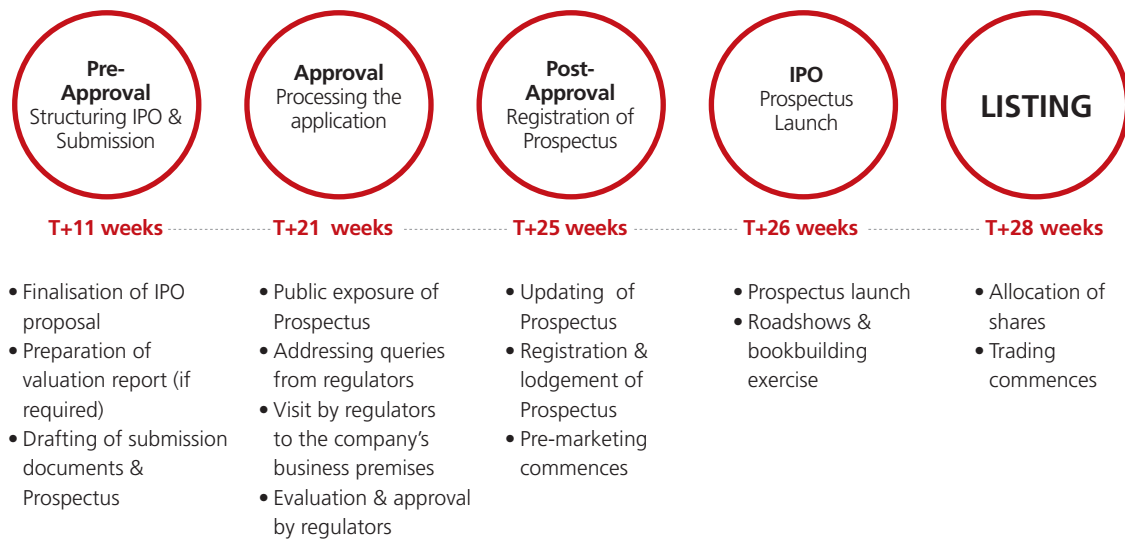 Pre-
Approval
Structuring IPO &
Submission
Approval
Processing the
application
Post-
Approval
Registration of
Prospectus
IPO
Prospectus
Launch
LISTING
T+11 weeks
T+21 weeks
T+25 weeks
T+26 weeks
T+28 weeks
• Finalisation of IPO
proposal
• Preparation of
valuation report (if
required)
• Drafting of submission
documents &
Prospectus
• Public exposure of
Prospectus
• Addressing queries
from regulators
• Visit by regulators
to the company’s
business premises
• Evaluation & approval
by regulators
• Updating of
Prospectus
• Registration &
lodgement of
Prospectus
• Pre-marketing
commences
• Prospectus launch
• Roadshows &
bookbuilding
exercise
• Allocation of
shares
• Trading
commences